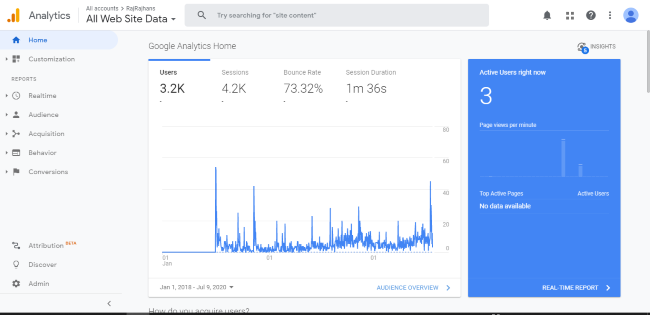 Analytics
All accounts > RajRajhans
All Web Site Data
Try searching for "site content"
Home
Customization
REPORTS
Realtime
Audience
Acquisition
Behavior
Conversions
Attribution BETA
Discover
Admin
Google Analytics Home
INSIGHTS
Users
3.2K
-
Sessions
4.2K
-
Bounce Rate
73.32%
-
Session Duration
1m 36s
-
80
60
40
20
0
01
Jan
01
01
Jan 1, 2018 - Jul 9, 2020
AUDIENCE OVERVIEW
Active Users right now
3
Page views per minute
Top Active Pages Active Users
No data available
REAL-TIME REPORT
How do you acquire users?